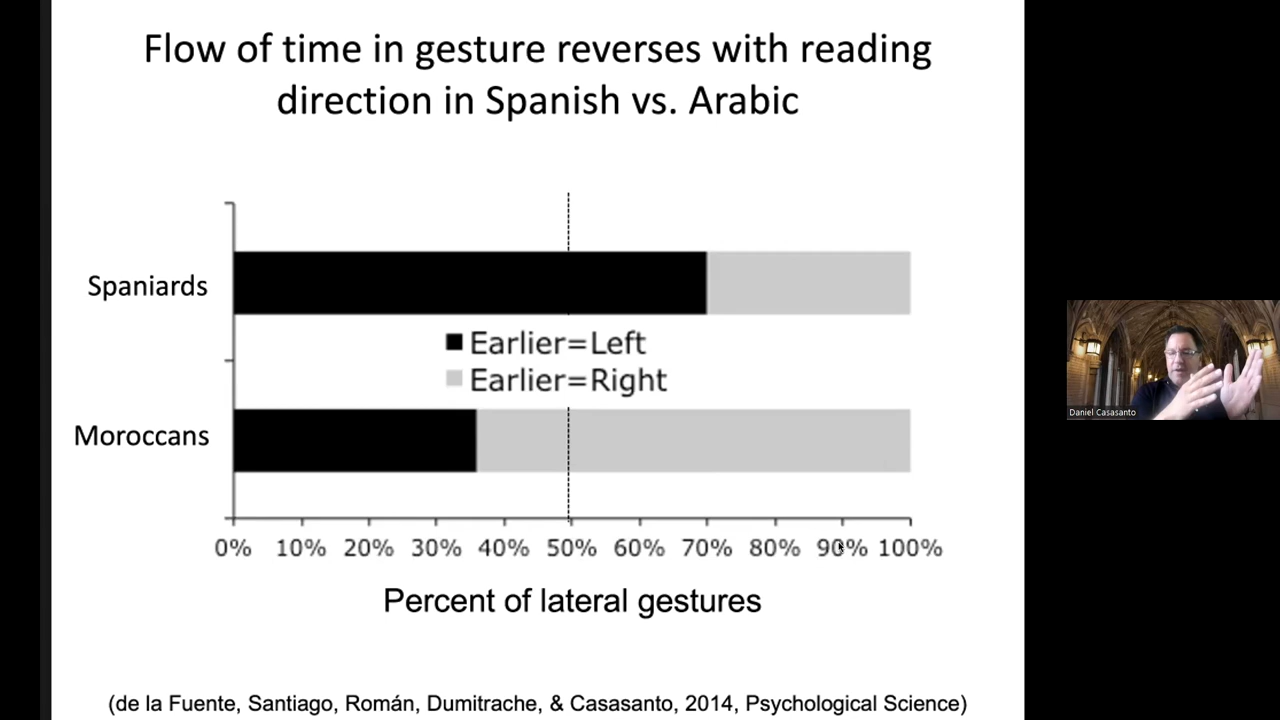 Flow of time in gesture reverses with reading
direction in Spanish vs. Arabic
Spaniards
Earlier=Left
Earlier=Right
Moroccans
0% 10% 20% 30% 40% 50% 60% 70% 80% 90% 100%
Percent of lateral gestures
(de la Fuente, Santiago, Román, Dumitrache, & Casasanto, 2014, Psychological Science)
Daniel Casasanto